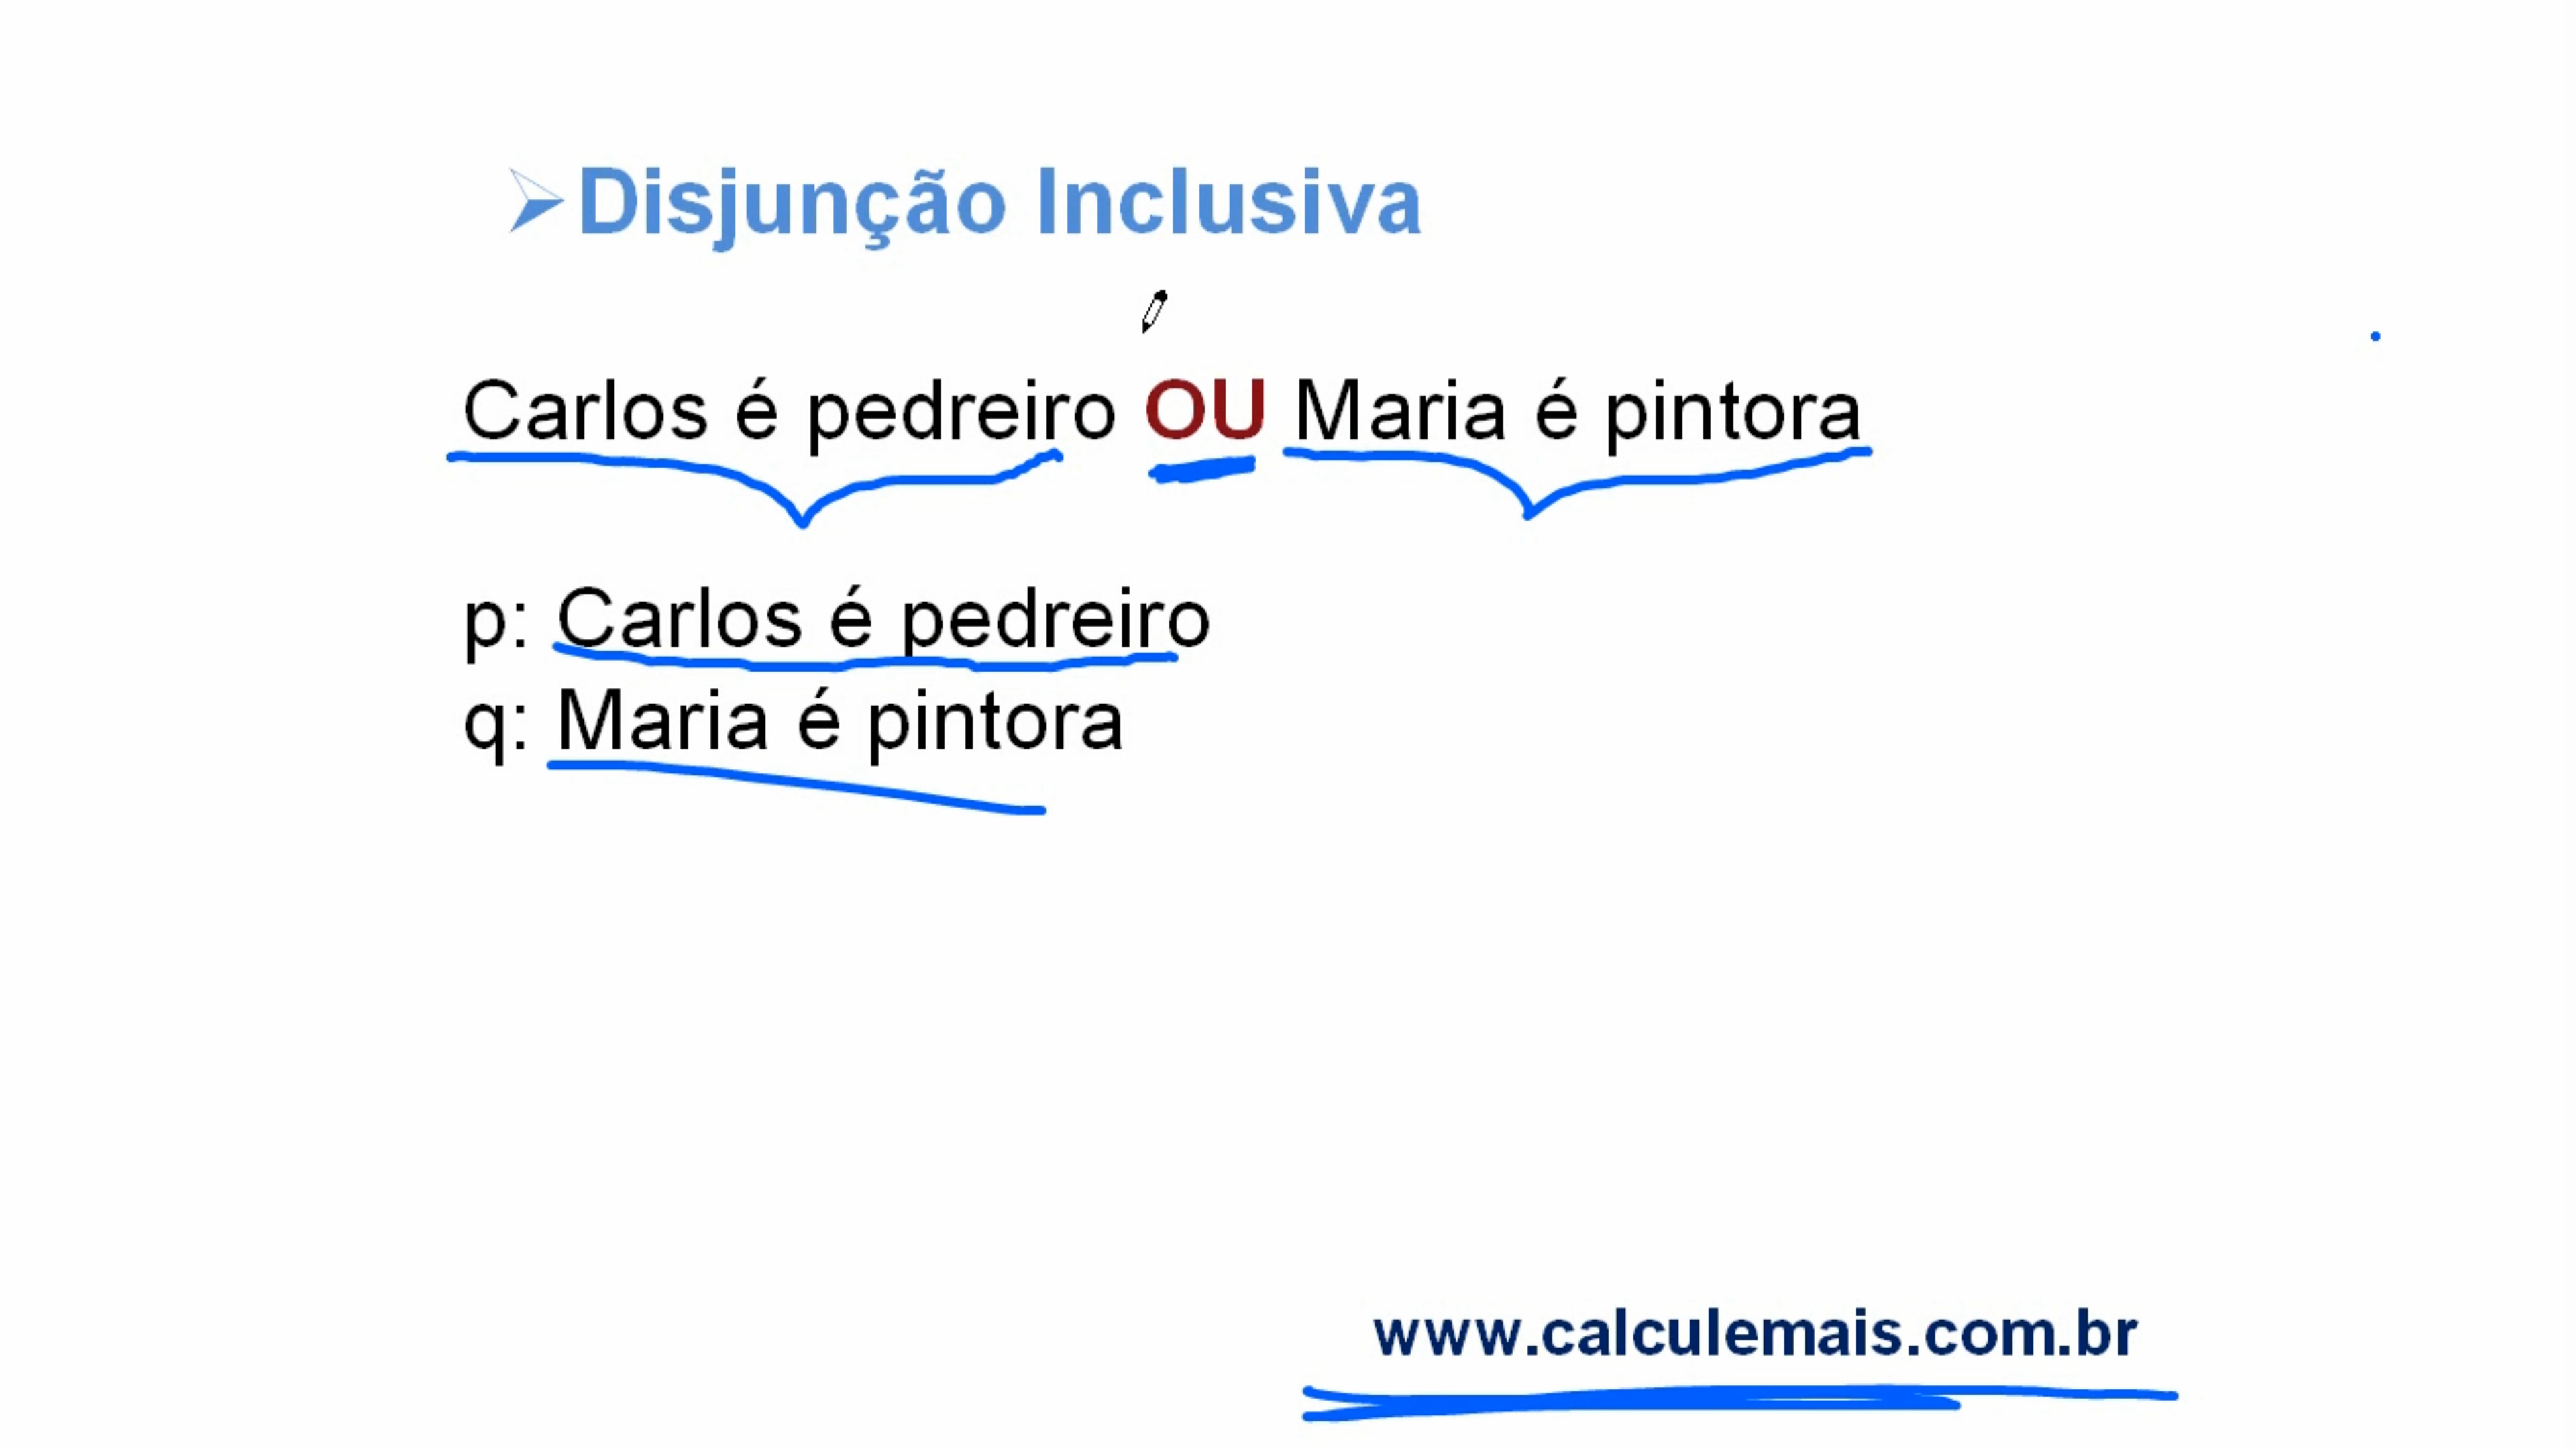 Disjunção Inclusiva
Carlos é pedreiro OU Maria é pintora
p: Carlos é pedreiro
q: Maria é pintora
www.calculemais.com.br